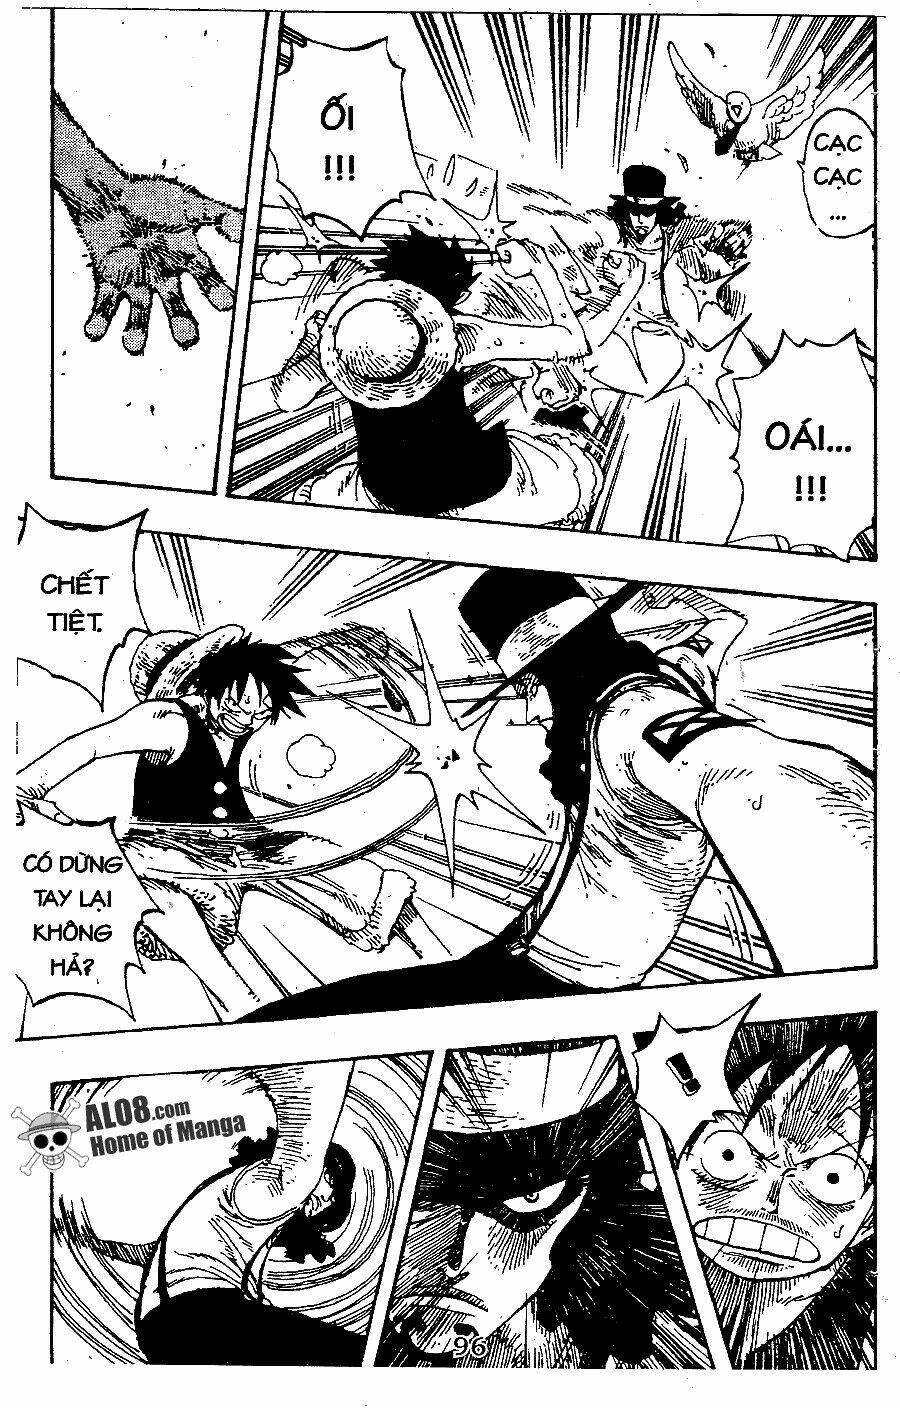 CẠC
CẠC
...
ỐI
!!!
OÁI...
!!!
CHẾT
TIỆT.
CÓ DỪNG
TAY LẠI
KHÔNG
HẢ?
!!
ALO8.com
Home of Manga
96